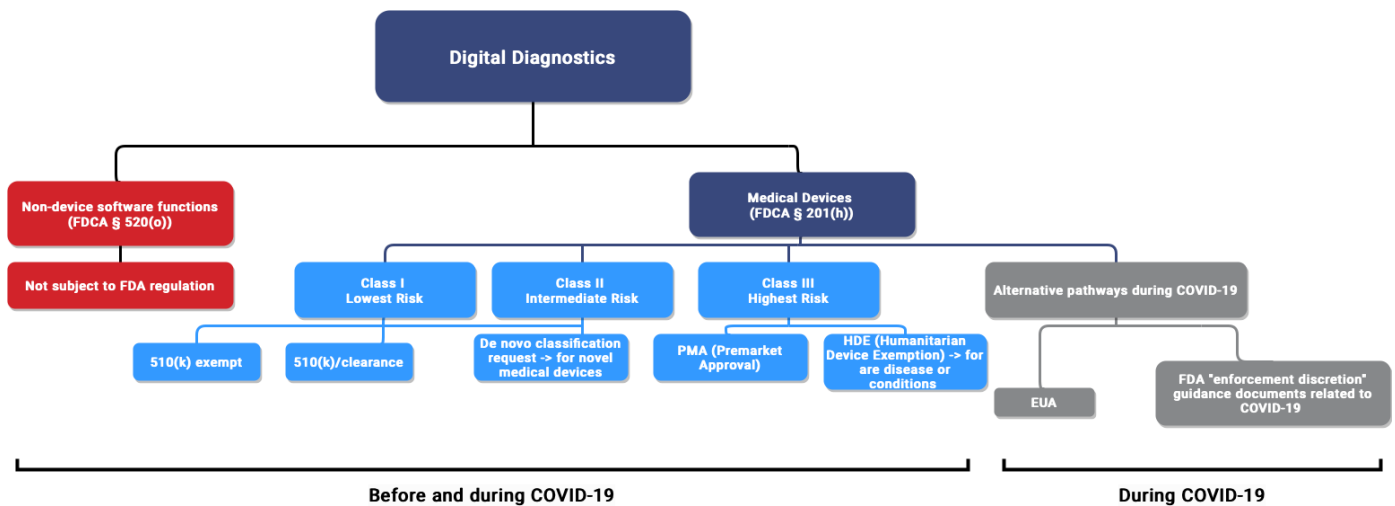 Digital Diagnostics
Non-device software functions
(FDCA § 520(o))
Medical Devices
(FDCA § 201(h))
Not subject to FDA regulation
Class I
Lowest Risk
Class II
Intermediate Risk
Class III
Highest Risk
Alternative pathways during COVID-19
510(k) exempt
510(k)/clearance
De novo classification
request -> for novel
medical devices
PMA (Premarket
Approval)
HDE (Humanitarian
Device Exemption) -> for
are disease or
conditions
EUA
FDA "enforcement discretion"
guidance documents related to
COVID-19
Before and during COVID-19
During COVID-19